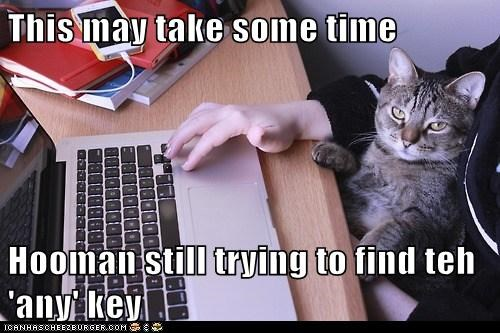 This may take some time
Hooman still trying to find teh
'any' key
ICANHASCHEEZBURGER.COM